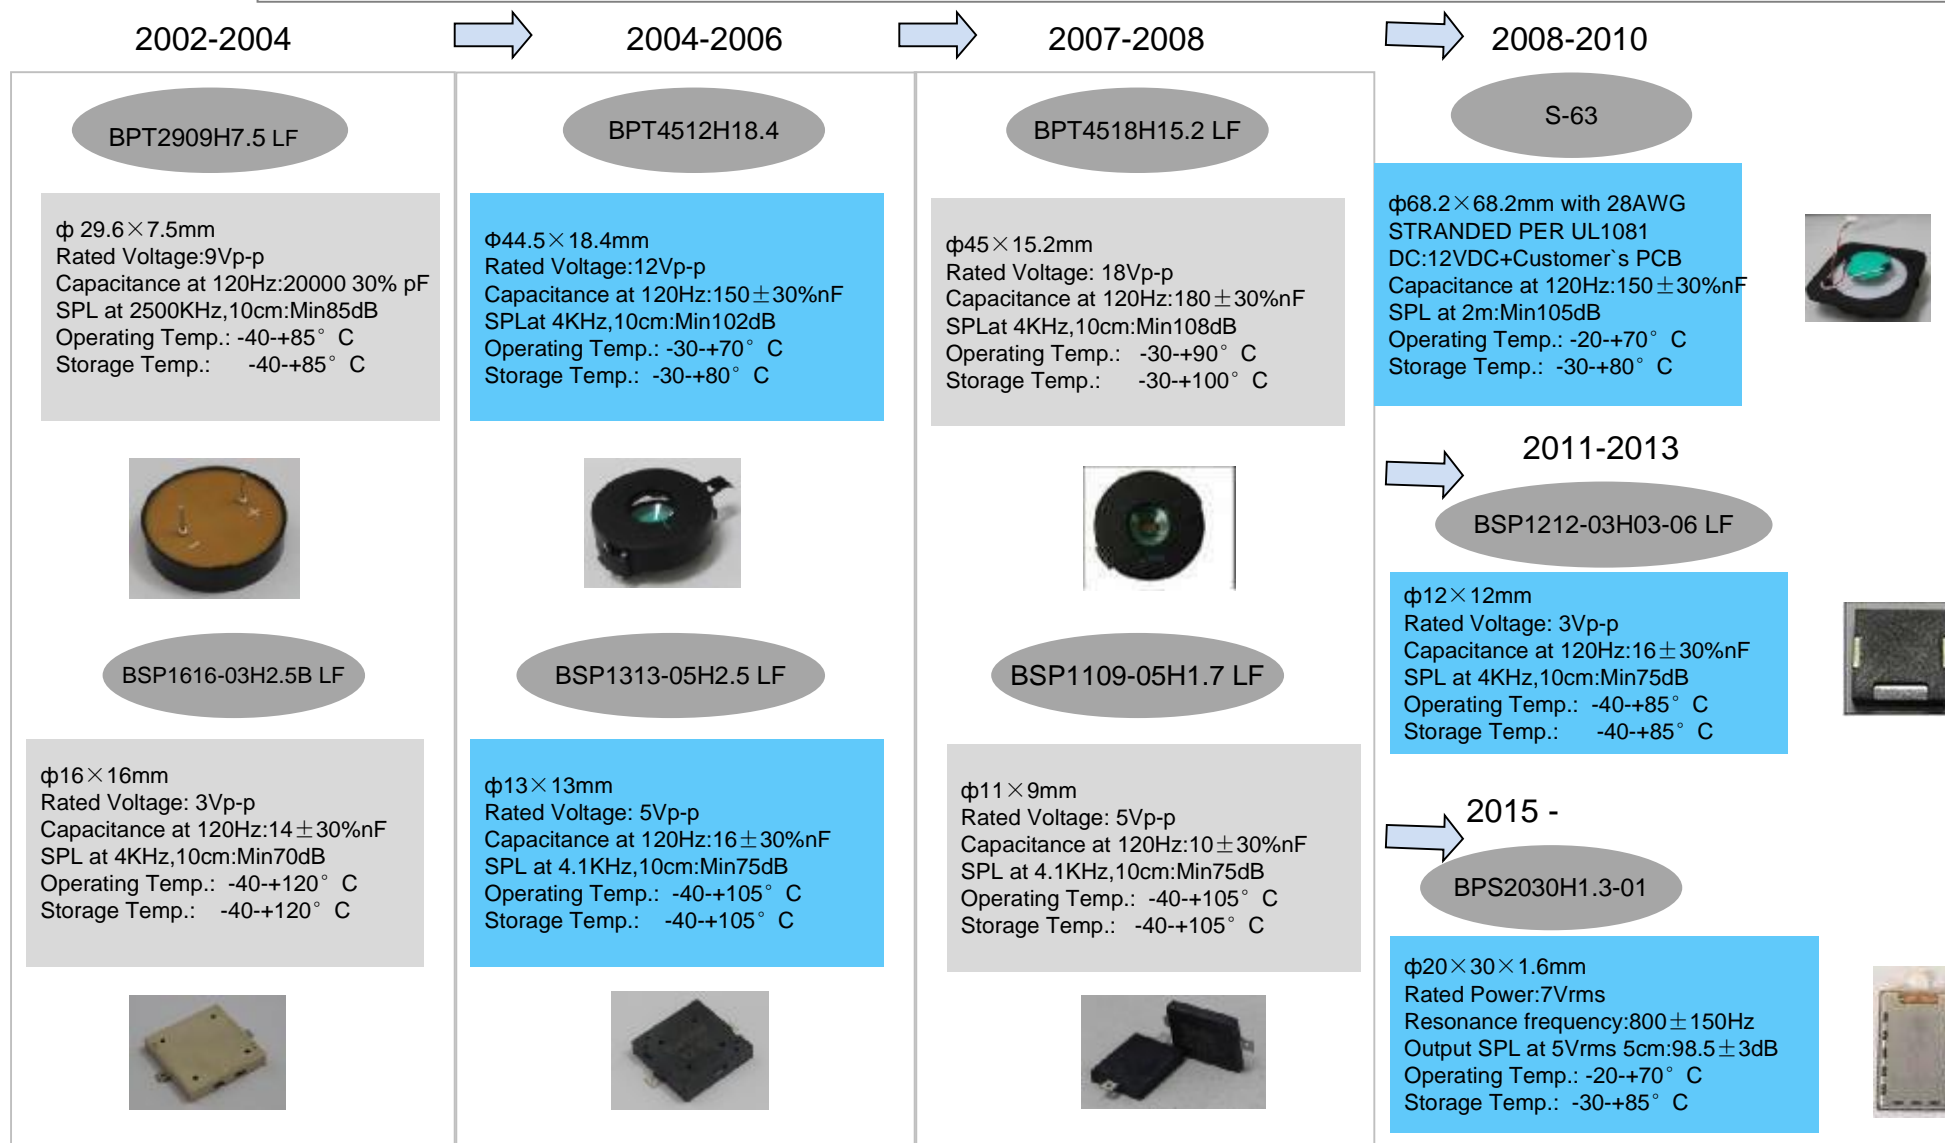 2002-2004
2004-2006
2007-2008
2008-2010
BPT2909H7.5 LF
ф 29.6×7.5mm
Rated Voltage:9Vp-p
Capacitance at 120Hz:20000 30% pF
SPL at 2500KHz,10cm:Min85dB
Operating Temp.: -40-+85° C
Storage Temp.: -40-+85° C
BSP1616-03H2.5B LF
ф16×16mm
Rated Voltage: 3Vp-p
Capacitance at 120Hz:14±30%nF
SPL at 4KHz,10cm:Min70dB
Operating Temp.: -40-+120° C
Storage Temp.: -40-+120° C
BPT4512H18.4
Φ44.5×18.4mm
Rated Voltage:12Vp-p
Capacitance at 120Hz:150±30%nF
SPLat 4KHz,10cm:Min102dB
Operating Temp.: -30-+70° C
Storage Temp.: -30-+80° C
BSP1313-05H2.5 LF
ф13×13mm
Rated Voltage: 5Vp-p
Capacitance at 120Hz:16±30%nF
SPL at 4.1KHz,10cm:Min75dB
Operating Temp.: -40-+105° C
Storage Temp.: -40-+105° C
BPT4518H15.2 LF
ф45×15.2mm
Rated Voltage: 18Vp-p
Capacitance at 120Hz:180±30%nF
SPLat 4KHz,10cm:Min108dB
Operating Temp.: -30-+90° C
Storage Temp.: -30-+100° C
BSP1109-05H1.7 LF
ф11×9mm
Rated Voltage: 5Vp-p
Capacitance at 120Hz:10±30%nF
SPL at 4.1KHz,10cm:Min75dB
Operating Temp.: -40-+105° C
Storage Temp.: -40-+105° C
S-63
ф68.2×68.2mm with 28AWG
STRANDED PER UL1081
DC:12VDC+Customer`s PCB
Capacitance at 120Hz:150±30%nF
SPL at 2m:Min105dB
Operating Temp.: -20-+70° C
Storage Temp.: -30-+80° C
2011-2013
BSP1212-03H03-06 LF
ф12×12mm
Rated Voltage: 3Vp-p
Capacitance at 120Hz:16±30%nF
SPL at 4KHz,10cm:Min75dB
Operating Temp.: -40-+85° C
Storage Temp.: -40-+85° C
2015 -
BPS2030H1.3-01
ф20×30×1.6mm
Rated Power:7Vrms
Resonance frequency:800±150Hz
Output SPL at 5Vrms 5cm:98.5±3dB
Operating Temp.: -20-+70° C
Storage Temp.: -30-+85° C